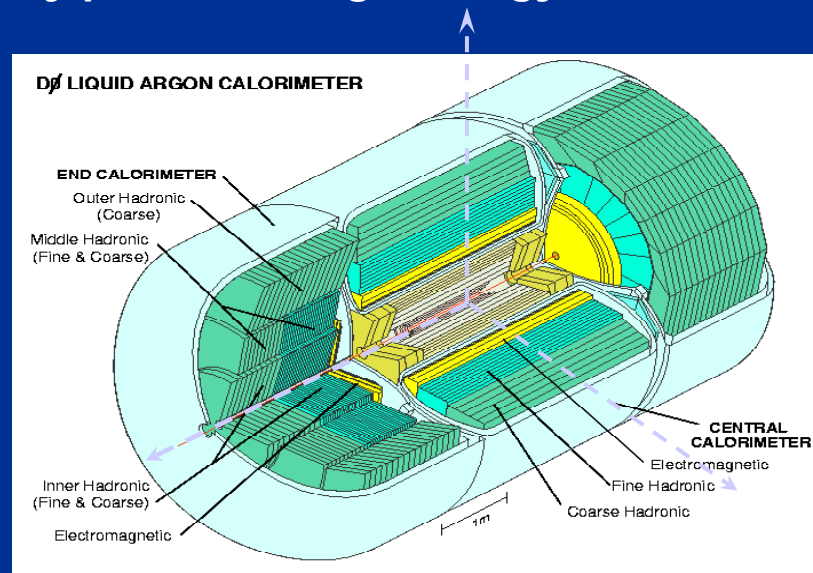 DØ LIQUID ARGON CALORIMETER
END CALORIMETER
Outer Hadronic
(Coarse)
Middle Hadronic
(Fine & Coarse)
Inner Hadronic
(Fine & Coarse)
Electromagnetic
1m
CENTRAL
CALORIMETER
Electromagnetic
Fine Hadronic
Coarse Hadronic